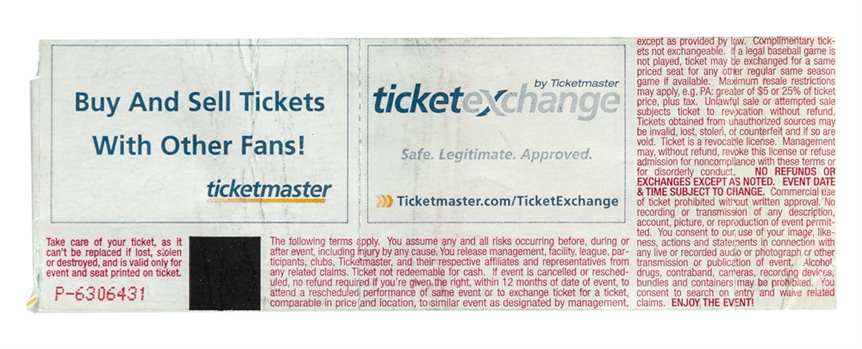 Buy And Sell Tickets
With Other Fans!
ticketmaster
by Ticketmaster
ticketexchange
Safe. Legitimate. Approved.
Ticketmaster.com/TicketExchange
Take care of your ticket, as it
can't be replaced if lost, stolen
or destroyed, and is valid only for
event and seat printed on ticket.
P-6306431
The following terms apply. You assume any and all risks occurring before, during or
after event, including injury by any cause. You release management, facility, league, par-
ticipants, clubs, Ticketmaster, and their respective affiliates and representatives from
any related claims. Ticket not redeemable for cash. If event is cancelled or resched-
uled, no refund required if you're given the right, within 12 months of date of event, to
attend a rescheduled performance of same event or to exchange ticket for a ticket,
comparable in price and location, to similar event as designated by management,
except as provided by law. Complimentary tick-
ets not exchangeable. If a legal baseball game is
not played, ticket may be exchanged for a same
priced seat for any other regular same season
game if available. Maximum resale restrictions
may apply, e.g. PA: greater of $5 or 25% of ticket
price, plus tax. Unlawful sale or attempted sale
subjects ticket to revocation without refund.
Tickets obtained from unauthorized sources may
be invalid, lost, stolen, or counterfeit and if so are
void. Ticket is a revocable license. Management
may, without refund, revoke this license or refuse
admission for noncompliance with these terms or
for disorderly conduct. NO REFUNDS OR
EXCHANGES EXCEPT AS NOTED. EVENT DATE
& TIME SUBJECT TO CHANGE. Commercial use
of ticket prohibited without written approval. No
recording or transmission of any description,
account, picture, or reproduction of event permit-
ted. You consent to our use of your image, like-
ness, actions and statements in connection with
any live or recorded audio or photograph or other
transmission or publication of event. Alcohol,
drugs, contraband, cameras, recording devices,
bundles and containers may be prohibited. You
consent to search on entry and waive related
claims. ENJOY THE EVENT!